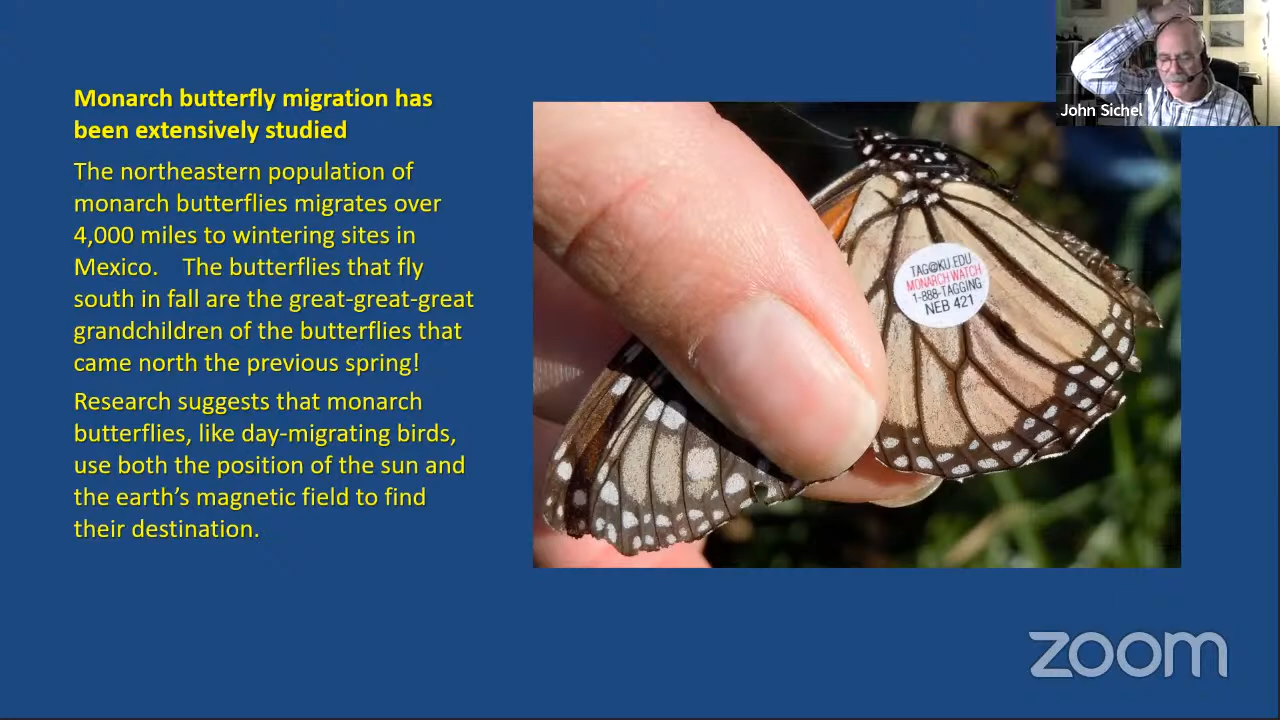 Monarch butterfly migration has
been extensively studied
The northeastern population of
monarch butterflies migrates over
4,000 miles to wintering sites in
Mexico. The butterflies that fly
south in fall are the great-great-great
grandchildren of the butterflies that
came north the previous spring!
Research suggests that monarch
butterflies, like day-migrating birds,
use both the position of the sun and
the earth's magnetic field to find
their destination.
TAG@KU.EDU
MONARCH WATCH
1-888-TAGGING
NEB 421
John Sichel
zoom